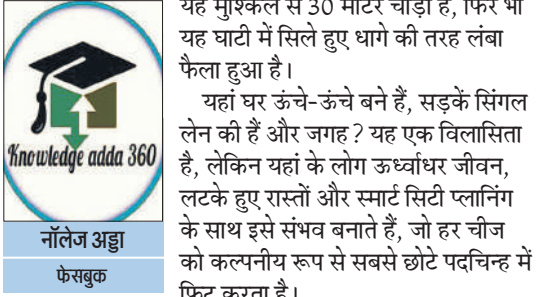 यह मुश्किल से 30 मीटर चौड़ा है, फिर भी
यह घाटी में सिले हुए धागे की तरह लंबा
फैला हुआ है।
यहां घर ऊंचे-ऊंचे बने हैं, सड़कें सिंगल
लेन की हैं और जगह? यह एक विलासिता
है, लेकिन यहां के लोग ऊर्ध्वाधर जीवन,
लटके हुए रास्तों और स्मार्ट सिटी प्लानिंग
के साथ इसे संभव बनाते हैं, जो हर चीज
को कल्पनीय रूप से सबसे छोटे पदचिन्ह में
फिट करता है।
Knowledge adda 360
नॉलेज अड्डा
फेसबुक